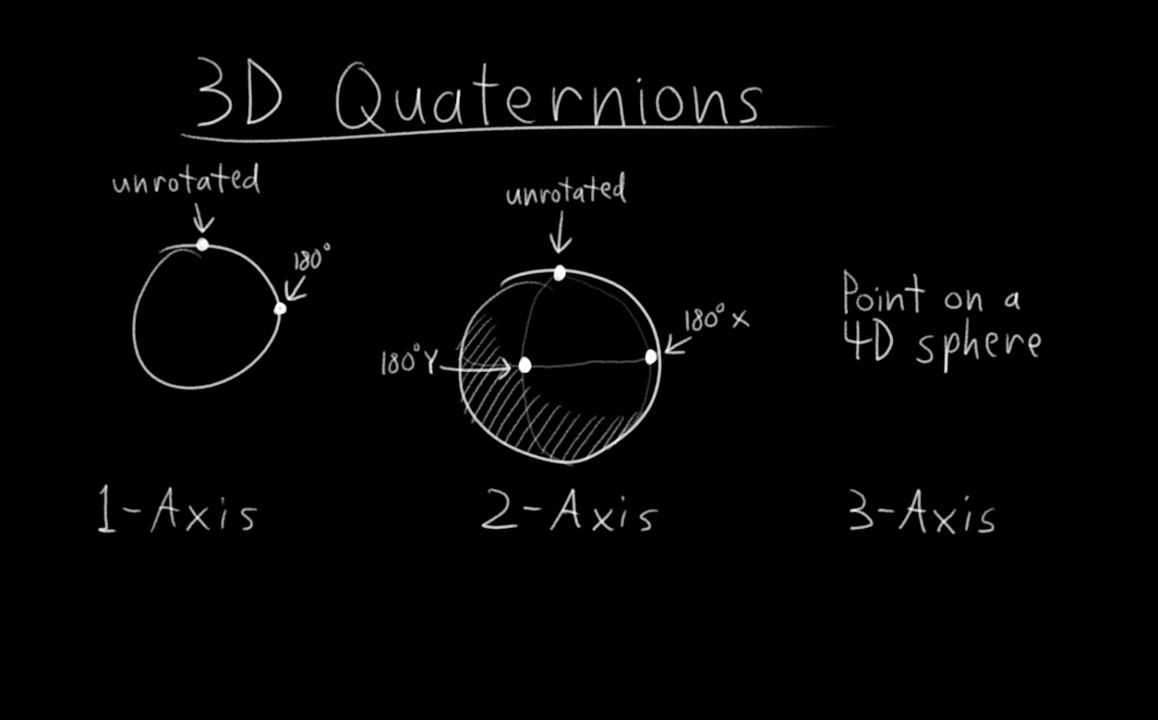 3D Quaternions
unrotated
180°
unrotated
180° X
180° Y
Point on a
4D sphere
1-Axis
2-Axis
3-Axis